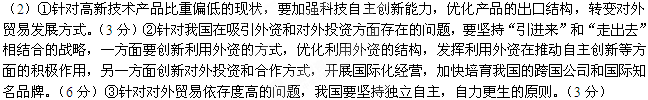 （2）①针对高新技术产品比重偏低的现状，要加强科技自主创新能力，优化产品的出口结构，转变对外
贸易发展方式。（3 分）②针对我国在吸引外资和对外投资方面存在的问题，要坚持“引进来”和“走出去”
相结合的战略，一方面要创新利用外资的方式，优化利用外资的结构，发挥利用外资在推动自主创新等方
面的积极作用，另一方面创新对外投资和合作方式，开展国际化经营，加快培育我国的跨国公司和国际知
名品牌。（6 分）③针对对外贸易依存度高的问题，我国要坚持独立自主，自力更生的原则。（3 分）